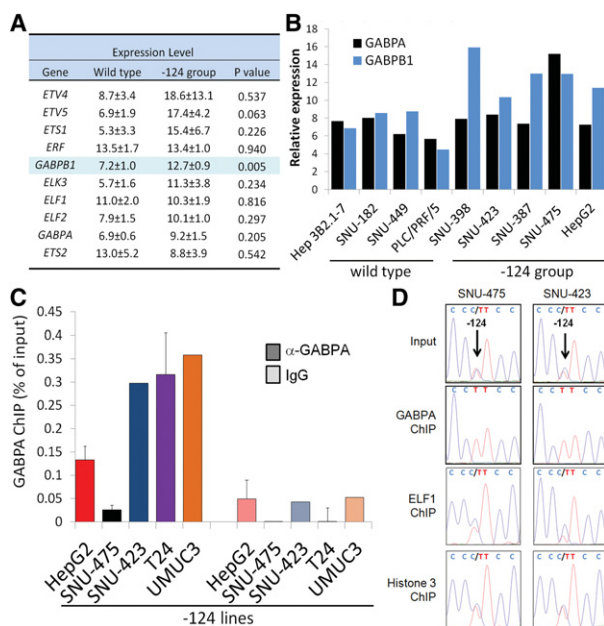 A
Expression Level
Gene Wild type -124 group P value
ETV4 8.7±3.4 18.6±13.1 0.537
ETV5 6.9±1.9 17.4±4.2 0.063
ETS1 5.3±3.3 15.4±6.7 0.226
ERF 13.5±1.7 13.4±1.0 0.940
GABPB1 7.2±1.0 12.7±0.9 0.005
ELK3 5.7±1.6 11.3±3.8 0.234
ELF1 11.0±2.0 10.3±1.9 0.816
ELF2 7.9±1.5 10.1±1.0 0.297
GABPA 6.9±0.6 9.2±1.5 0.205
ETS2 13.0±5.2 8.8±3.9 0.542
B
Relative expression
18
16
14
12
10
8
6
4
2
0
GABPA
GABPB1
Hep 3B2.1-7
SNU-182
SNU-449
PLC/PRF/5
SNU-398
SNU-423
SNU-387
SNU-475
HepG2
wild type
-124 group
C
GABPA ChIP (% of input)
0.45
0.4
0.35
0.3
0.25
0.2
0.15
0.1
0.05
0
α-GABPA
IgG
HepG2
SNU-475
SNU-423
T24
UMUC3
HepG2
SNU-475
SNU-423
T24
UMUC3
-124 lines
D
SNU-475 SNU-423
Input
C C C/T T C C
-124
C C C/T T C C
-124
GABPA
ChIP
C C T T C C
C C T T C C
ELF1
ChIP
C C C/T T C C
C C C/T T C C
Histone 3
ChIP
C C C/T T C C
C C C/T T C C